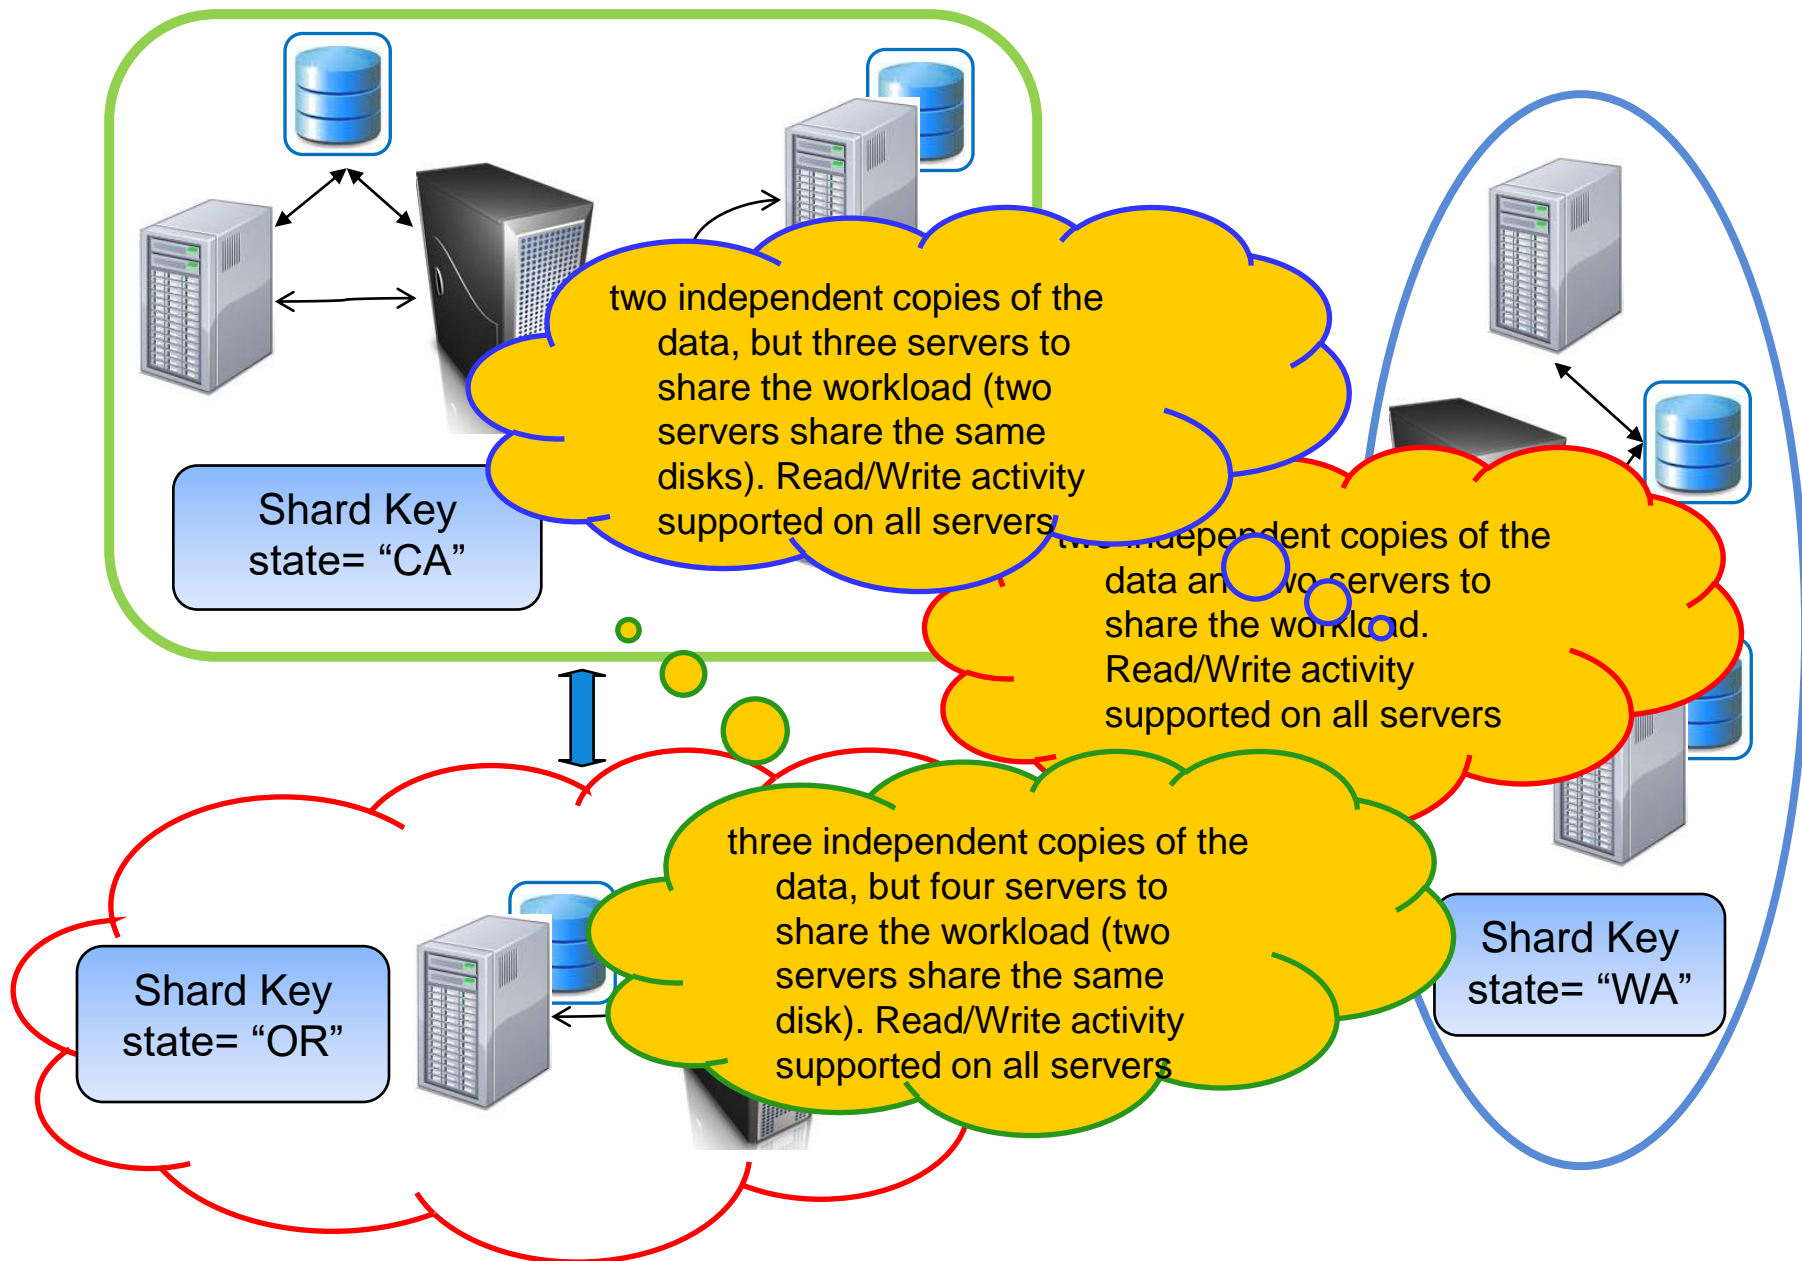 two independent copies of the
data, but three servers to
share the workload (two
servers share the same
disks). Read/Write activity
supported on all servers
Shard Key
state= “CA”
two independent copies of the
data and two servers to
share the workload.
Read/Write activity
supported on all servers
three independent copies of the
data, but four servers to
share the workload (two
servers share the same
disk). Read/Write activity
supported on all servers
Shard Key
state= “OR”
Shard Key
state= “WA”